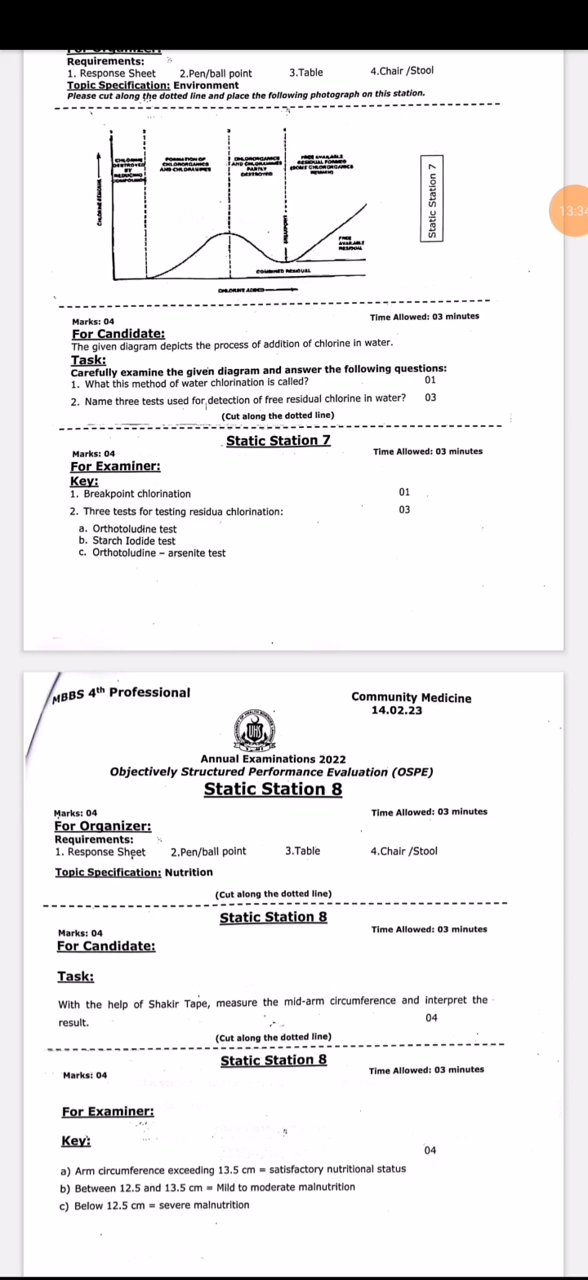 For Organizer:
Requirements:
1. Response Sheet 2.Pen/ball point 3.Table 4.Chair /Stool
Topic Specification: Environment
Please cut along the dotted line and place the following photograph on this station.
CHLORINE DESTROYED BY REDUCING COMPOUNDS
FORMATION OF CHLORORGANICS AND CHLORAMINES
CHLORORGANICS AND CHLORAMINES PARTLY DESTROYED
FREE AVAILABLE RESIDUAL FORMED (SOME CHLORORGANICS REMAIN)
CHLORINE RESIDUAL
BREAKPOINT
FREE AVAILABLE RESIDUAL
COMBINED RESIDUAL
CHLORINE ADDED
Static Station 7
13:34
Marks: 04 Time Allowed: 03 minutes
For Candidate:
The given diagram depicts the process of addition of chlorine in water.
Task:
Carefully examine the given diagram and answer the following questions:
1. What this method of water chlorination is called? 01
2. Name three tests used for detection of free residual chlorine in water? 03
(Cut along the dotted line)
Static Station 7
Marks: 04 Time Allowed: 03 minutes
For Examiner:
Key:
1. Breakpoint chlorination 01
2. Three tests for testing residua chlorination: 03
a. Orthotoludine test
b. Starch Iodide test
c. Orthotoludine – arsenite test
MBBS 4th Professional Community Medicine
14.02.23
UHS
Annual Examinations 2022
Objectively Structured Performance Evaluation (OSPE)
Static Station 8
Marks: 04 Time Allowed: 03 minutes
For Organizer:
Requirements:
1. Response Sheet 2.Pen/ball point 3.Table 4.Chair /Stool
Topic Specification: Nutrition
(Cut along the dotted line)
Static Station 8
Marks: 04 Time Allowed: 03 minutes
For Candidate:
Task:
With the help of Shakir Tape, measure the mid-arm circumference and interpret the
result. 04
(Cut along the dotted line)
Static Station 8
Marks: 04 Time Allowed: 03 minutes
For Examiner:
Key:
04
a) Arm circumference exceeding 13.5 cm = satisfactory nutritional status
b) Between 12.5 and 13.5 cm = Mild to moderate malnutrition
c) Below 12.5 cm = severe malnutrition